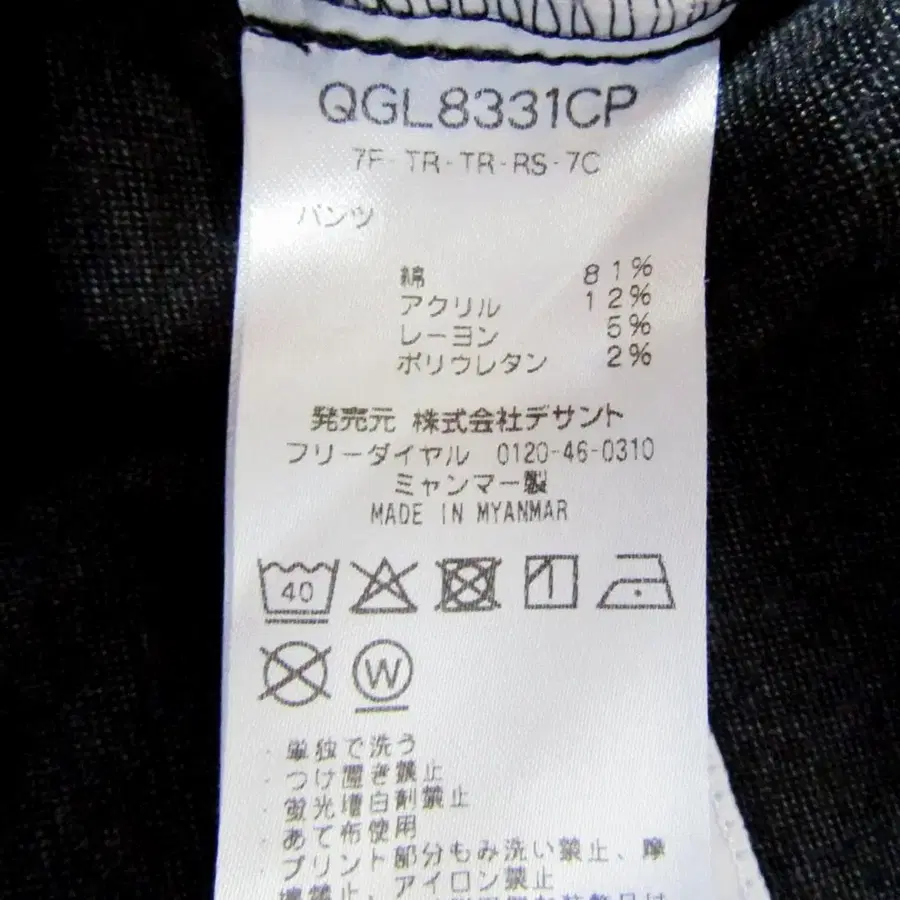 QGL8331CP
7F-TR-TR-RS-7C
パンツ
綿 81%
アクリル 12%
レーヨン 5%
ポリウレタン 2%
発売元 株式会社デサント
フリーダイヤル 0120-46-0310
ミャンマー製
MADE IN MYANMAR
40
W
・単独で洗う
・つけ置き禁止
・蛍光増白剤禁止
・あて布使用
・プリント部分もみ洗い禁止、摩
擦禁止、アイロン禁止